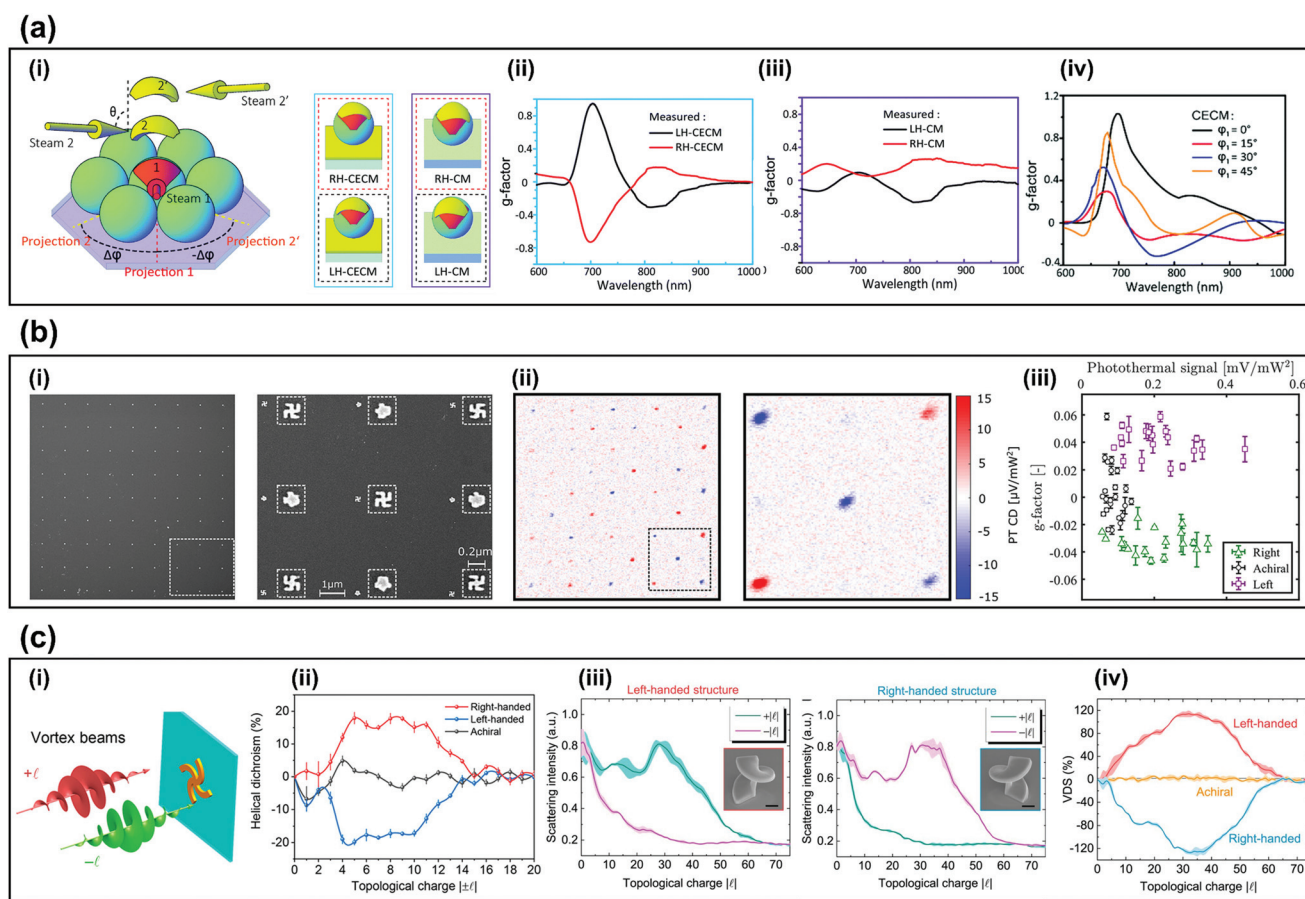 (a)
(i)
2'
Steam 2'
θ
Steam 2
2
1
Steam 1
Projection 2
Projection 2'
Δφ
-Δφ
Projection 1
RH-CECM
RH-CM
LH-CECM
LH-CM
(ii)
g-factor
0.8
0.4
0
0.4
0.8
Measured :
LH-CECM
RH-CECM
600
700
800
900
1000
Wavelength (nm)
(iii)
g-factor
0.8
0.4
0.0
0.4
0.8
Measured :
LH-CM
RH-CM
600
700
800
900
1000
Wavelength (nm)
(iv)
g-factor
1.2
0.8
0.4
0
-0.4
CECM :
φ₁ = 0°
φ₁ = 15°
φ₁ = 30°
φ₁ = 45°
600
700
800
900
1000
Wavelength (nm)
(b)
(i)
1μm
0.2μm
(ii)
15
10
5
0
-5
-10
-15
PT CD [μV/mW²]
(iii)
Photothermal signal [mV/mW²]
0
0.2
0.4
0.6
g-factor [-]
0.06
0.04
0.02
0
-0.02
-0.04
-0.06
Right
Achiral
Left
(c)
(i)
Vortex beams
+ℓ
−ℓ
(ii)
Helical dichroism (%)
20
10
0
-10
-20
Right-handed
Left-handed
Achiral
0 2 4 6 8 10 12 14 16 18 20
Topological charge |±ℓ|
(iii)
Left-handed structure
Scattering intensity (a.u.)
1.0
0.8
0.6
0.4
0.2
+|ℓ|
−|ℓ|
0 10 20 30 40 50 60 70
Topological charge |ℓ|
Right-handed structure
Scattering intensity (a.u.)
1.0
0.8
0.6
0.4
0.2
+|ℓ|
−|ℓ|
0 10 20 30 40 50 60 70
Topological charge |ℓ|
(iv)
VDS (%)
120
80
40
0
-40
-80
-120
Left-handed
Achiral
Right-handed
0 10 20 30 40 50 60 70
Topological charge |ℓ|